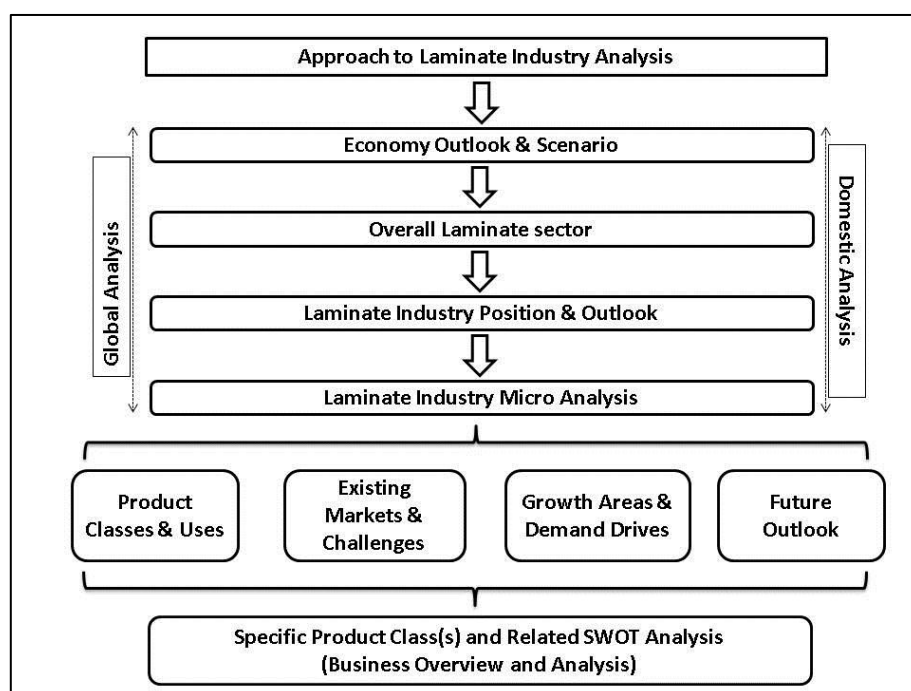 Approach to Laminate Industry Analysis
Economy Outlook & Scenario
Global Analysis
Domestic Analysis
Overall Laminate sector
Laminate Industry Position & Outlook
Laminate Industry Micro Analysis
Product
Classes & Uses
Existing
Markets &
Challenges
Growth Areas &
Demand Drives
Future
Outlook
Specific Product Class(s) and Related SWOT Analysis
(Business Overview and Analysis)